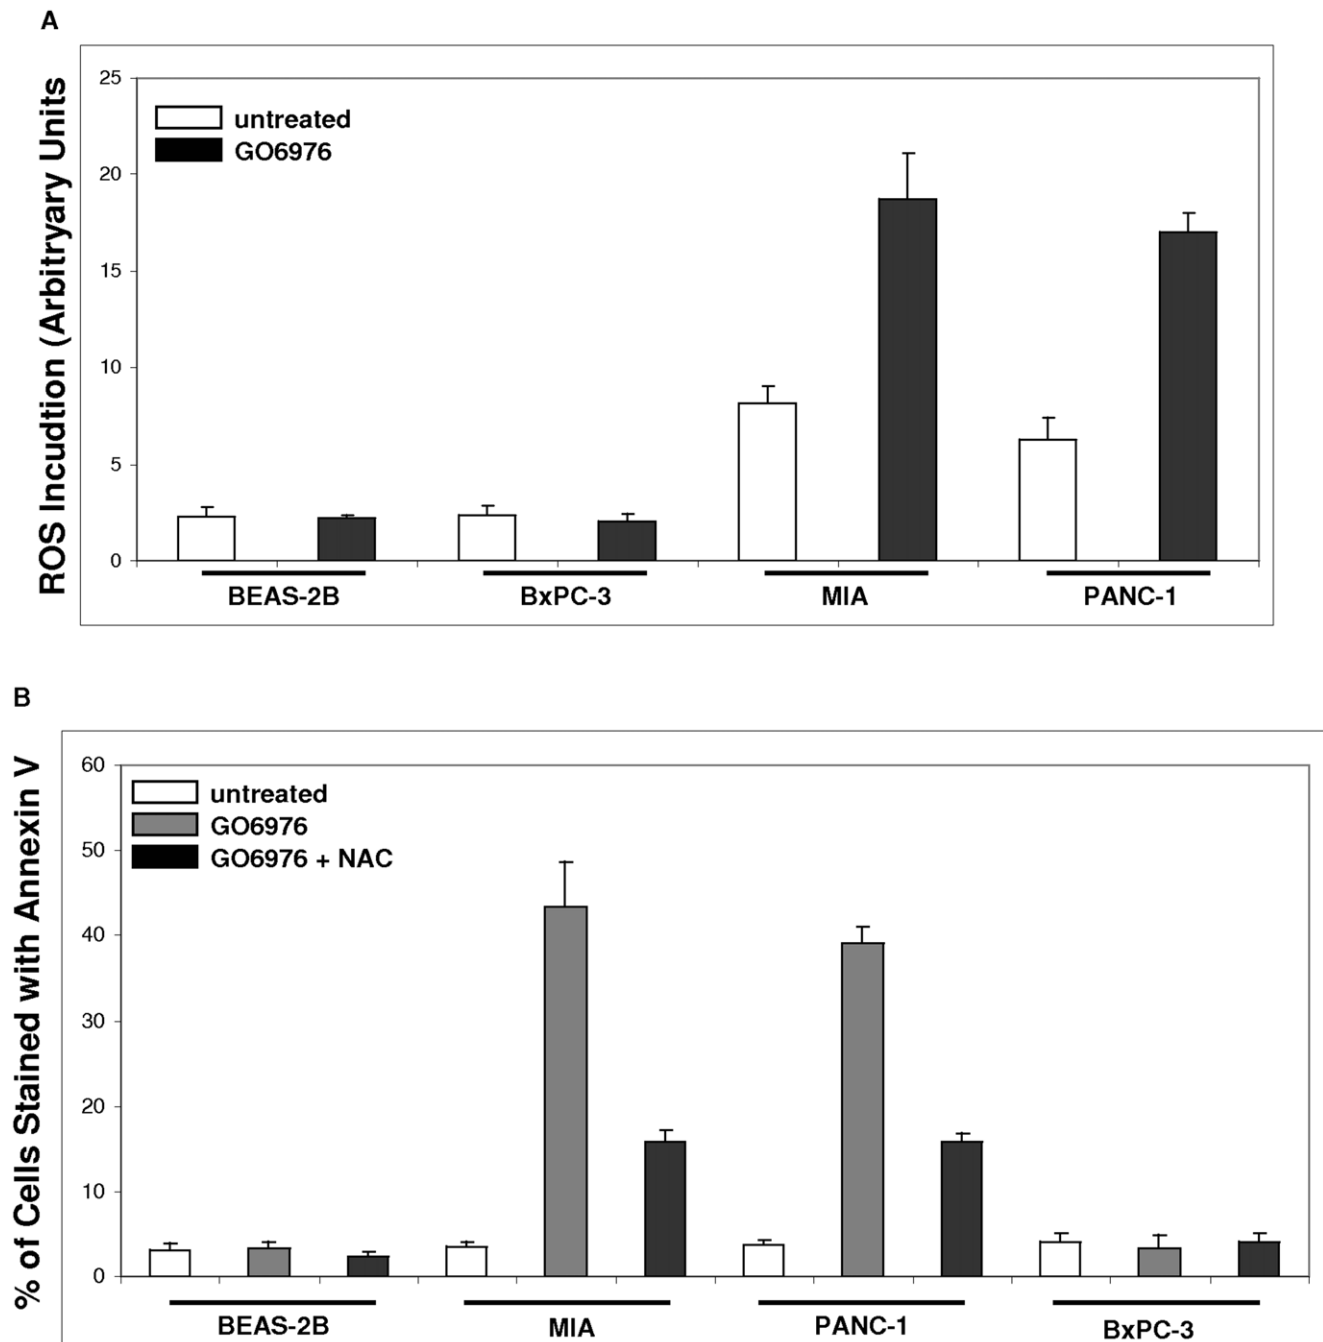 A
ROS Incudtion (Arbitryary Units
25
20
15
10
5
0
untreated
GO6976
BEAS-2B BxPC-3 MIA PANC-1
B
% of Cells Stained with Annexin V
60
50
40
30
20
10
0
untreated
GO6976
GO6976 + NAC
BEAS-2B MIA PANC-1 BxPC-3